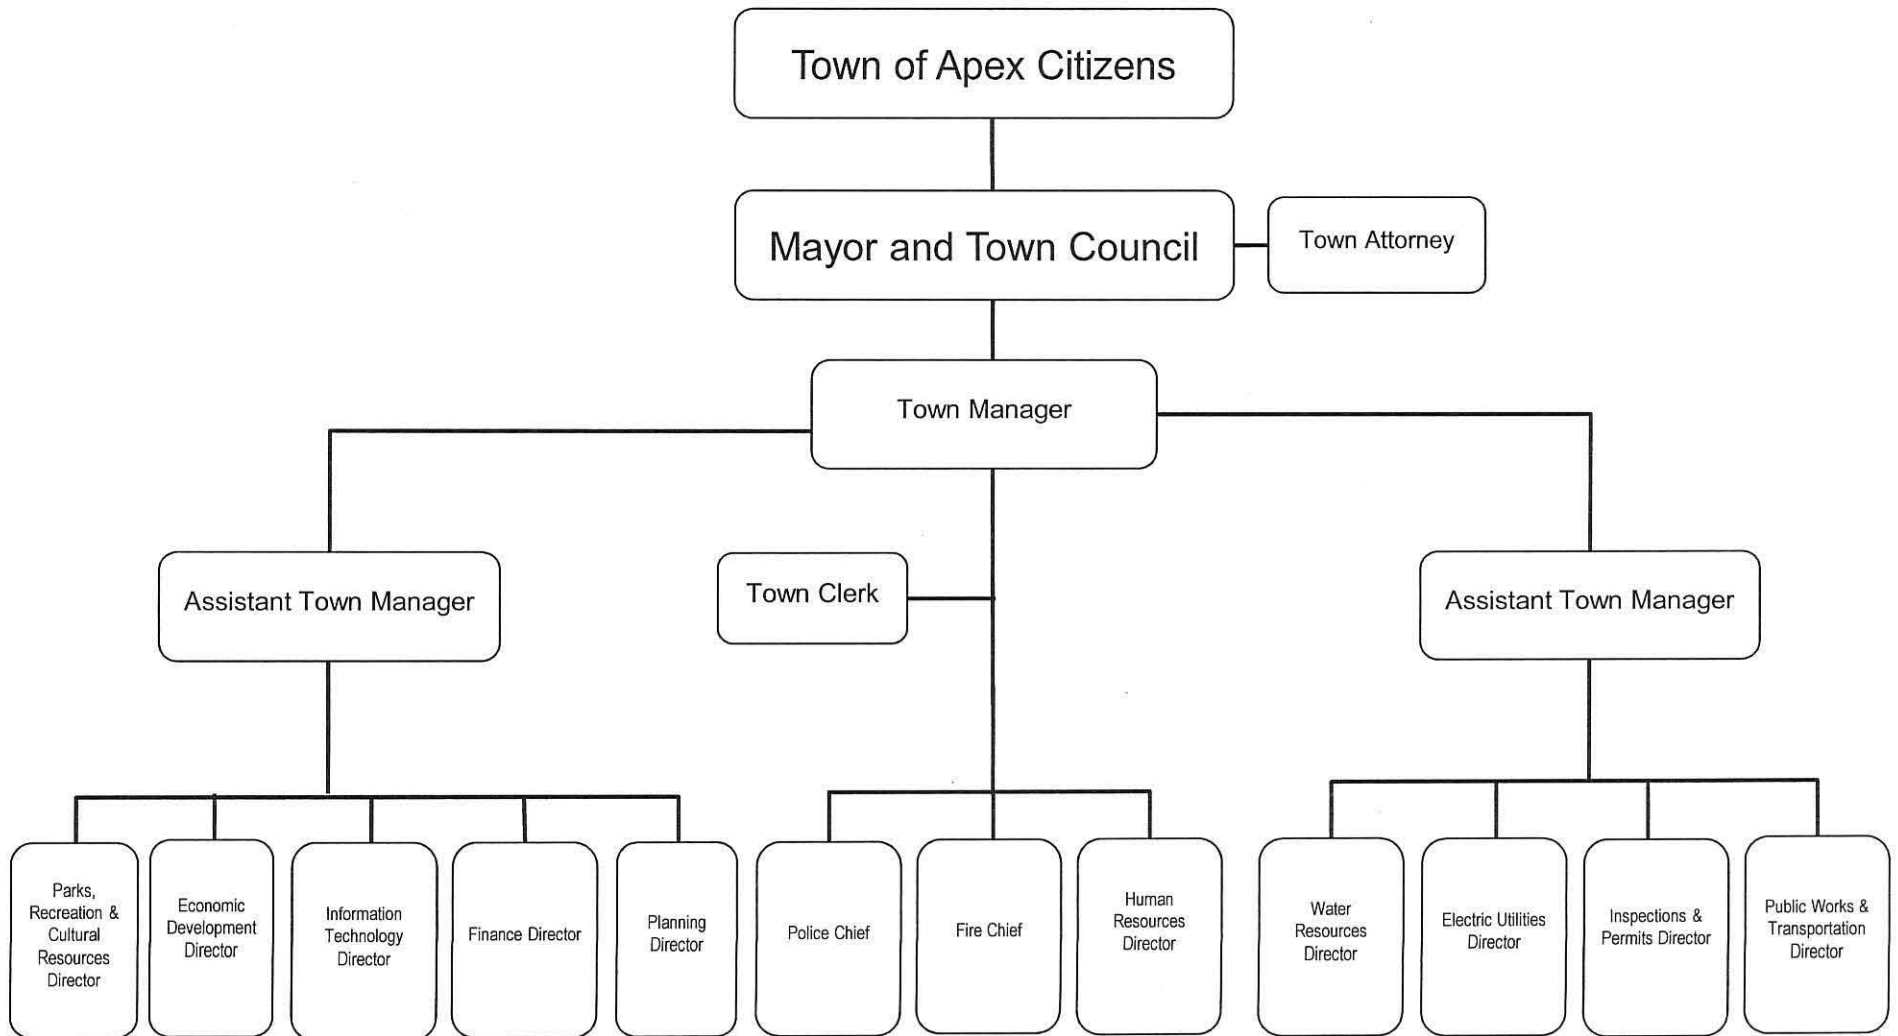 Town of Apex Citizens
Mayor and Town Council
Town Attorney
Town Manager
Assistant Town Manager
Town Clerk
Assistant Town Manager
Parks,
Recreation &
Cultural
Resources
Director
Economic
Development
Director
Information
Technology
Director
Finance Director
Planning
Director
Police Chief
Fire Chief
Human
Resources
Director
Water
Resources
Director
Electric Utilities
Director
Inspections &
Permits Director
Public Works &
Transportation
Director